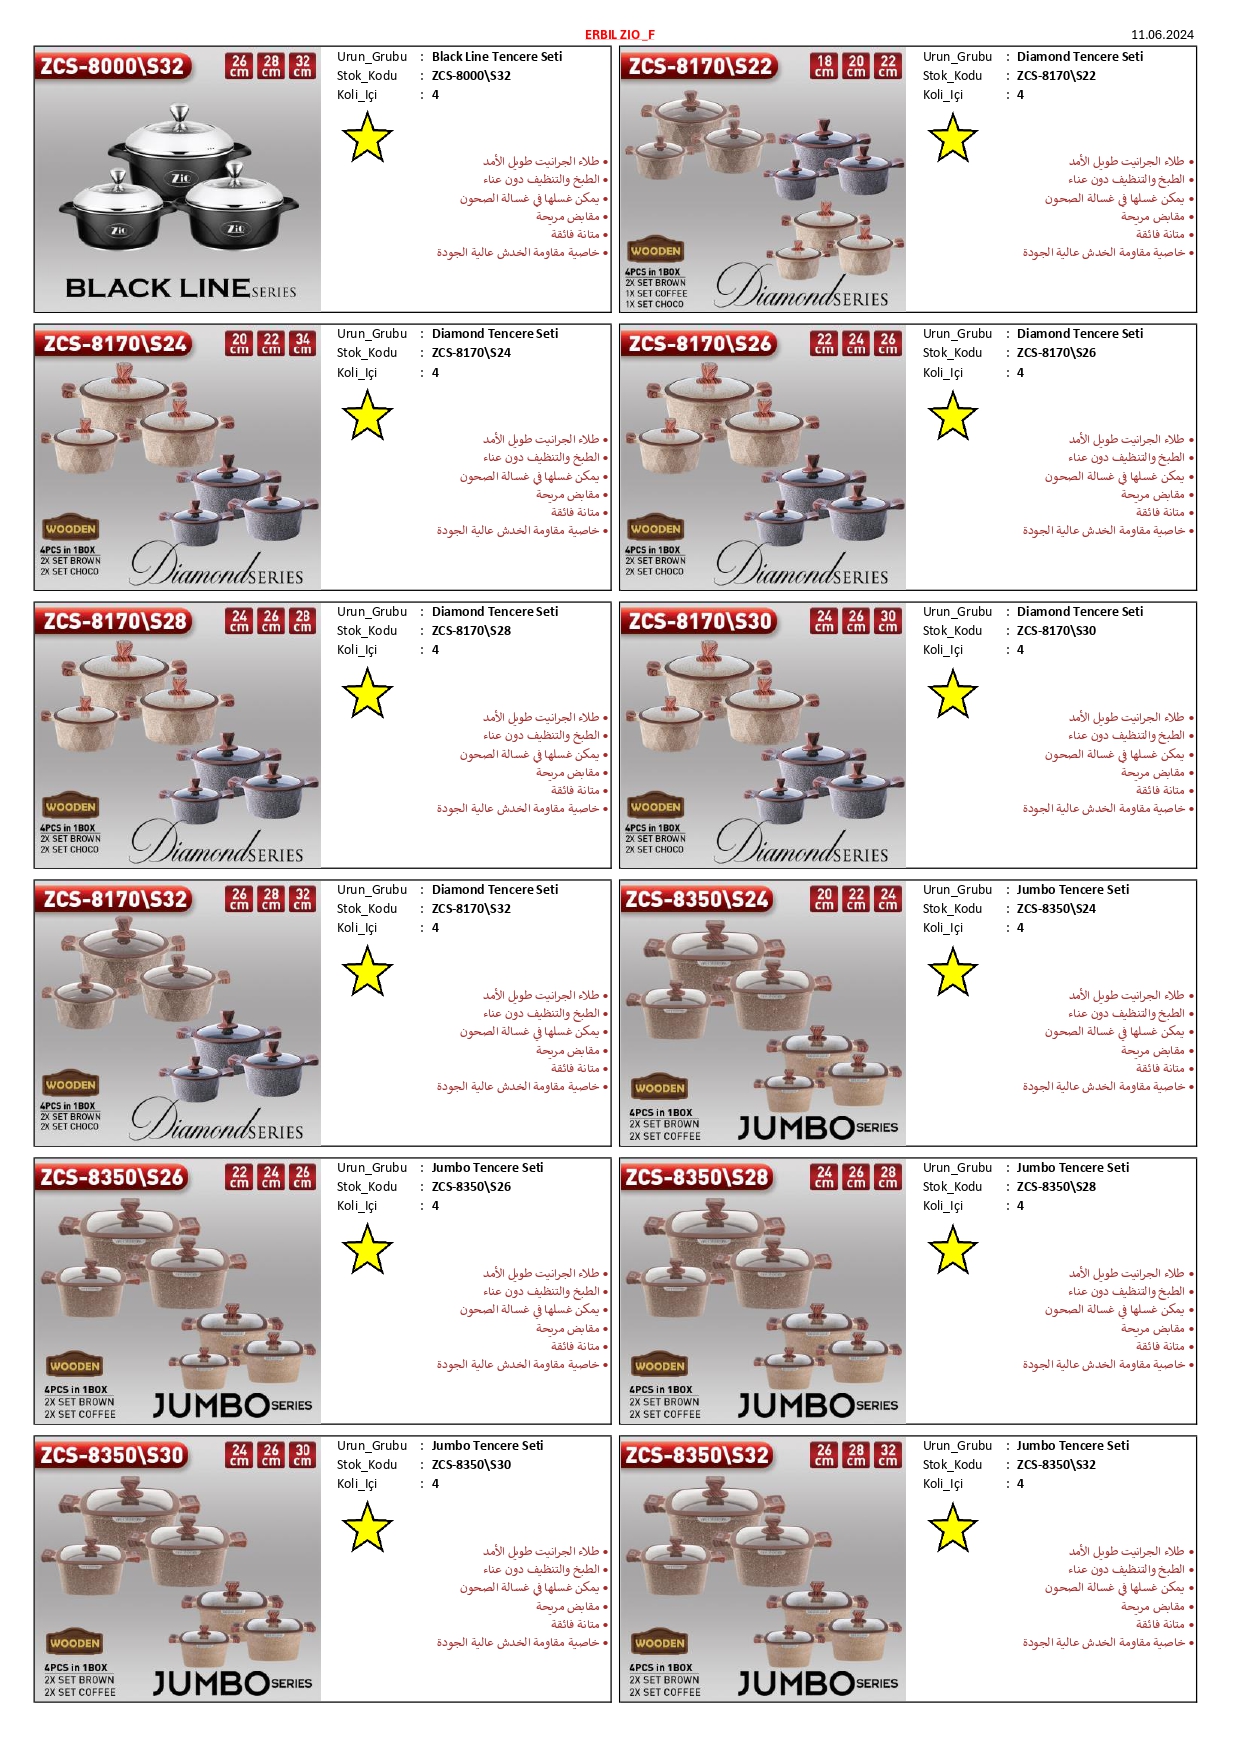 ERBIL ZIO_F
11.06.2024
ZCS-8000\S32
26 cm 28 cm 32 cm
Zio
Zio Zio
BLACK LINE SERIES
Urun_Grubu : Black Line Tencere Seti
Stok_Kodu : ZCS-8000\S32
Koli_Içi : 4
• طلاء الجرانيت طويل الأمد
• الطبخ والتنظيف دون عناء
• يمكن غسلها في غسالة الصحون
• مقابض مريحة
• متانة فائقة
• خاصية مقاومة الخدش عالية الجودة
ZCS-8170\S22
18 cm 20 cm 22 cm
WOODEN
4PCS in 1BOX
2X SET BROWN
1X SET COFFEE
1X SET CHOCO
Diamond SERIES
Urun_Grubu : Diamond Tencere Seti
Stok_Kodu : ZCS-8170\S22
Koli_Içi : 4
• طلاء الجرانيت طويل الأمد
• الطبخ والتنظيف دون عناء
• يمكن غسلها في غسالة الصحون
• مقابض مريحة
• متانة فائقة
• خاصية مقاومة الخدش عالية الجودة
ZCS-8170\S24
20 cm 22 cm 34 cm
WOODEN
4PCS in 1BOX
2X SET BROWN
2X SET CHOCO
Diamond SERIES
Urun_Grubu : Diamond Tencere Seti
Stok_Kodu : ZCS-8170\S24
Koli_Içi : 4
• طلاء الجرانيت طويل الأمد
• الطبخ والتنظيف دون عناء
• يمكن غسلها في غسالة الصحون
• مقابض مريحة
• متانة فائقة
• خاصية مقاومة الخدش عالية الجودة
ZCS-8170\S26
22 cm 24 cm 26 cm
WOODEN
4PCS in 1BOX
2X SET BROWN
2X SET CHOCO
Diamond SERIES
Urun_Grubu : Diamond Tencere Seti
Stok_Kodu : ZCS-8170\S26
Koli_Içi : 4
• طلاء الجرانيت طويل الأمد
• الطبخ والتنظيف دون عناء
• يمكن غسلها في غسالة الصحون
• مقابض مريحة
• متانة فائقة
• خاصية مقاومة الخدش عالية الجودة
ZCS-8170\S28
24 cm 26 cm 28 cm
WOODEN
4PCS in 1BOX
2X SET BROWN
2X SET CHOCO
Diamond SERIES
Urun_Grubu : Diamond Tencere Seti
Stok_Kodu : ZCS-8170\S28
Koli_Içi : 4
• طلاء الجرانيت طويل الأمد
• الطبخ والتنظيف دون عناء
• يمكن غسلها في غسالة الصحون
• مقابض مريحة
• متانة فائقة
• خاصية مقاومة الخدش عالية الجودة
ZCS-8170\S30
24 cm 26 cm 30 cm
WOODEN
4PCS in 1BOX
2X SET BROWN
2X SET CHOCO
Diamond SERIES
Urun_Grubu : Diamond Tencere Seti
Stok_Kodu : ZCS-8170\S30
Koli_Içi : 4
• طلاء الجرانيت طويل الأمد
• الطبخ والتنظيف دون عناء
• يمكن غسلها في غسالة الصحون
• مقابض مريحة
• متانة فائقة
• خاصية مقاومة الخدش عالية الجودة
ZCS-8170\S32
26 cm 28 cm 32 cm
WOODEN
4PCS in 1BOX
2X SET BROWN
2X SET CHOCO
Diamond SERIES
Urun_Grubu : Diamond Tencere Seti
Stok_Kodu : ZCS-8170\S32
Koli_Içi : 4
• طلاء الجرانيت طويل الأمد
• الطبخ والتنظيف دون عناء
• يمكن غسلها في غسالة الصحون
• مقابض مريحة
• متانة فائقة
• خاصية مقاومة الخدش عالية الجودة
ZCS-8350\S24
20 cm 22 cm 24 cm
WOODEN
4PCS in 1BOX
2X SET BROWN
2X SET COFFEE
JUMBO SERIES
Urun_Grubu : Jumbo Tencere Seti
Stok_Kodu : ZCS-8350\S24
Koli_Içi : 4
• طلاء الجرانيت طويل الأمد
• الطبخ والتنظيف دون عناء
• يمكن غسلها في غسالة الصحون
• مقابض مريحة
• متانة فائقة
• خاصية مقاومة الخدش عالية الجودة
ZCS-8350\S26
22 cm 24 cm 26 cm
WOODEN
4PCS in 1BOX
2X SET BROWN
2X SET COFFEE
JUMBO SERIES
Urun_Grubu : Jumbo Tencere Seti
Stok_Kodu : ZCS-8350\S26
Koli_Içi : 4
• طلاء الجرانيت طويل الأمد
• الطبخ والتنظيف دون عناء
• يمكن غسلها في غسالة الصحون
• مقابض مريحة
• متانة فائقة
• خاصية مقاومة الخدش عالية الجودة
ZCS-8350\S28
24 cm 26 cm 28 cm
WOODEN
4PCS in 1BOX
2X SET BROWN
2X SET COFFEE
JUMBO SERIES
Urun_Grubu : Jumbo Tencere Seti
Stok_Kodu : ZCS-8350\S28
Koli_Içi : 4
• طلاء الجرانيت طويل الأمد
• الطبخ والتنظيف دون عناء
• يمكن غسلها في غسالة الصحون
• مقابض مريحة
• متانة فائقة
• خاصية مقاومة الخدش عالية الجودة
ZCS-8350\S30
24 cm 26 cm 30 cm
WOODEN
4PCS in 1BOX
2X SET BROWN
2X SET COFFEE
JUMBO SERIES
Urun_Grubu : Jumbo Tencere Seti
Stok_Kodu : ZCS-8350\S30
Koli_Içi : 4
• طلاء الجرانيت طويل الأمد
• الطبخ والتنظيف دون عناء
• يمكن غسلها في غسالة الصحون
• مقابض مريحة
• متانة فائقة
• خاصية مقاومة الخدش عالية الجودة
ZCS-8350\S32
26 cm 28 cm 32 cm
WOODEN
4PCS in 1BOX
2X SET BROWN
2X SET COFFEE
JUMBO SERIES
Urun_Grubu : Jumbo Tencere Seti
Stok_Kodu : ZCS-8350\S32
Koli_Içi : 4
• طلاء الجرانيت طويل الأمد
• الطبخ والتنظيف دون عناء
• يمكن غسلها في غسالة الصحون
• مقابض مريحة
• متانة فائقة
• خاصية مقاومة الخدش عالية الجودة